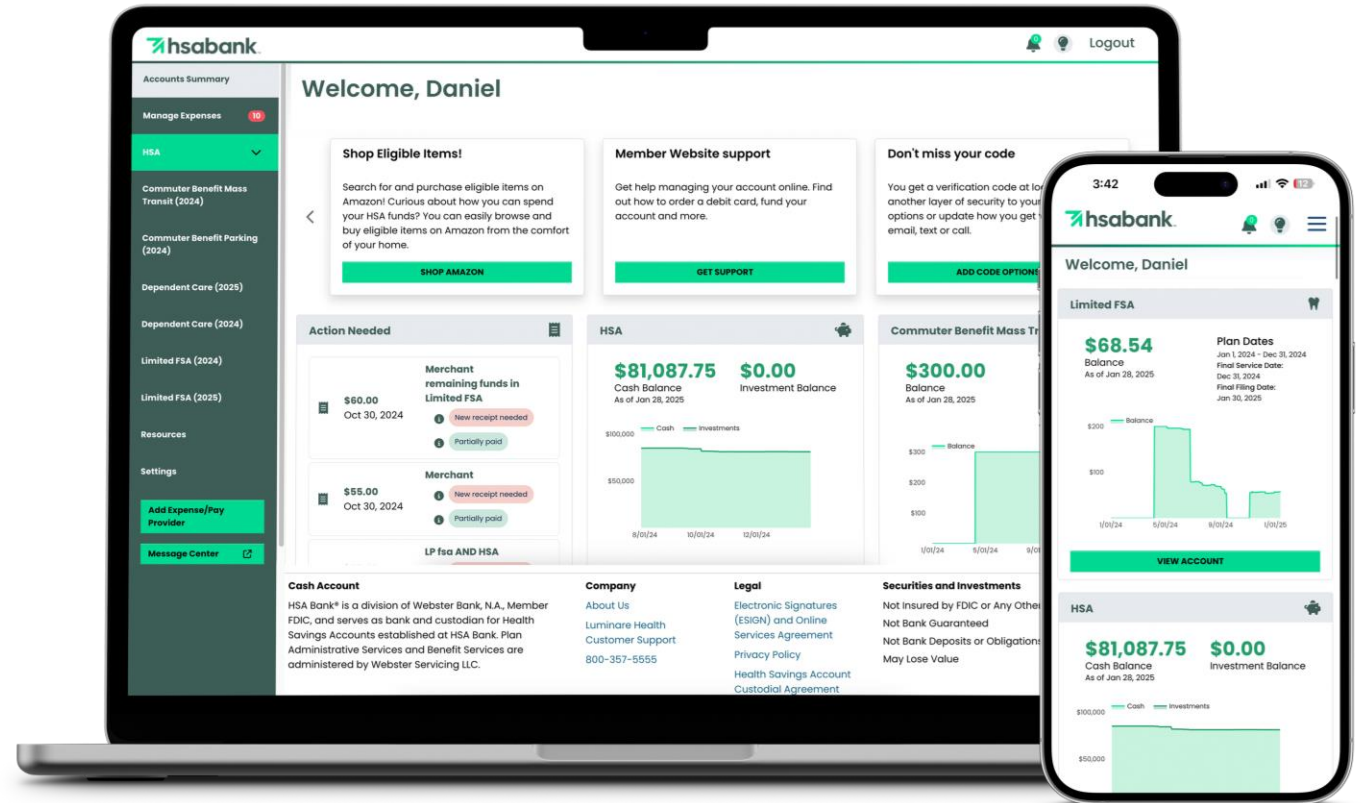 hsabank
Logout
Accounts Summary
Manage Expenses 10
HSA
Commuter Benefit Mass
Transit (2024)
Commuter Benefit Parking
(2024)
Dependent Care (2025)
Dependent Care (2024)
Limited FSA (2024)
Limited FSA (2025)
Resources
Settings
Add Expense/Pay
Provider
Message Center
Welcome, Daniel
Shop Eligible Items!
Search for and purchase eligible items on
Amazon! Curious about how you can spend
your HSA funds? You can easily browse and
buy eligible items on Amazon from the comfort
of your home.
SHOP AMAZON
Member Website support
Get help managing your account online. Find
out how to order a debit card, fund your
account and more.
GET SUPPORT
Don't miss your code
You get a verification code at
another layer of security to your
options or update how you get
email, text or call.
ADD CODE OPTIONS
Action Needed
Merchant
remaining funds in
Limited FSA
$60.00
Oct 30, 2024
New receipt needed
Partially paid
Merchant
$55.00
Oct 30, 2024
New receipt needed
Partially paid
LP fsa AND HSA
HSA
$81,087.75
Cash Balance
As of Jan 28, 2025
$0.00
Investment Balance
Cash Investments
$100,000
$50,000
8/01/24 10/01/24 12/01/24
Commuter Benefit Mass
$300.00
Balance
As of Jan 28, 2025
Balance
$300
$200
$100
1/01/24 5/01/24
Cash Account
HSA Bank® is a division of Webster Bank, N.A., Member
FDIC, and serves as bank and custodian for Health
Savings Accounts established at HSA Bank. Plan
Administrative Services and Benefit Services are
administered by Webster Servicing LLC.
Company
About Us
Luminare Health
Customer Support
800-357-5555
Legal
Electronic Signatures
(ESIGN) and Online
Services Agreement
Privacy Policy
Health Savings Account
Custodial Agreement
Securities and Investments
Not Insured by FDIC or Any Other
Not Bank Guaranteed
Not Bank Deposits or Obligations
May Lose Value
3:42
12
hsabank
Welcome, Daniel
Limited FSA
$68.54
Balance
As of Jan 28, 2025
Plan Dates
Jan 1, 2024 - Dec 31, 2024
Final Service Date:
Dec 31, 2024
Final Filing Date:
Jan 30, 2025
Balance
$200
$100
1/01/24 5/01/24 9/01/24 1/01/25
VIEW ACCOUNT
HSA
$81,087.75
Cash Balance
As of Jan 28, 2025
$0.00
Investment Balance
Cash Investments
$100,000
$50,000